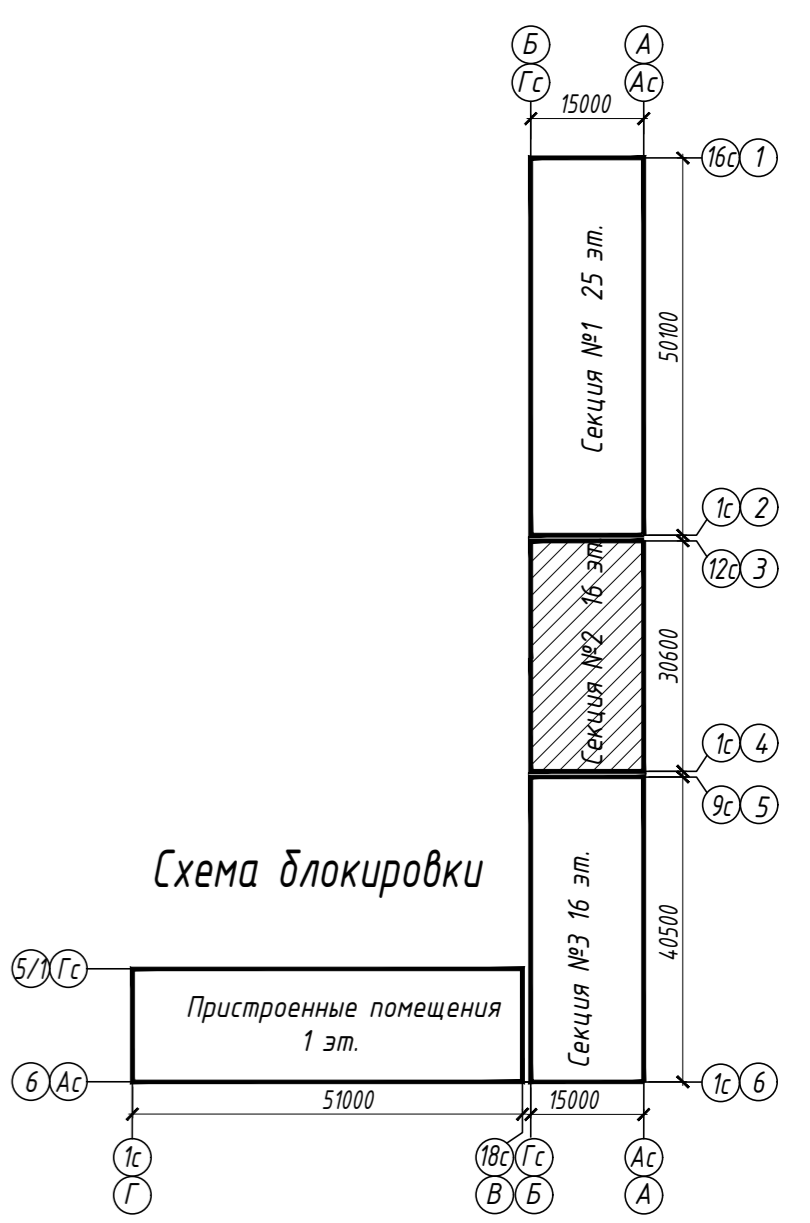 Б А
Гс Ас
15000
16с 1
Секция №1 25 эт.
50100
1с 2
12с 3
Секция №2 16 эт
30600
1с 4
9с 5
Схема блокировки
Секция №3 16 эт.
40500
5/1 Гс
Пристроенные помещения
1 эт.
6 Ас
1с 6
51000
15000
1с 18с Гс Ас
Г В Б А